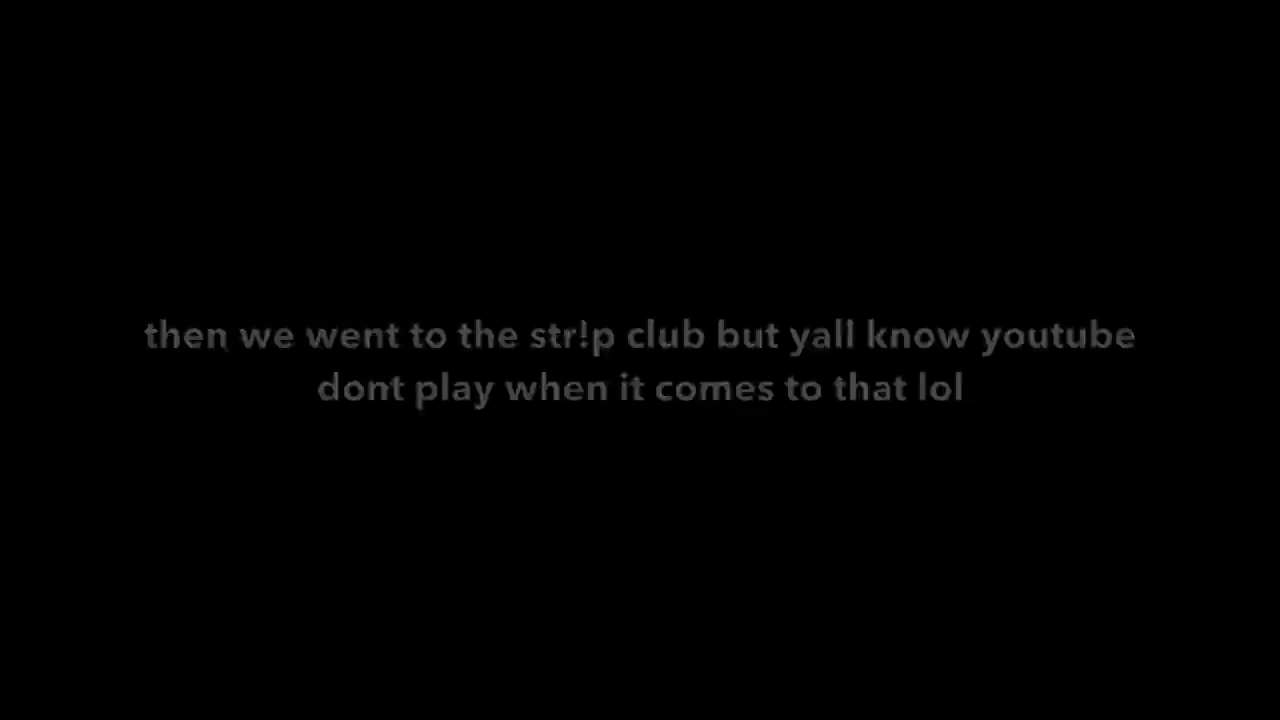 then we went to the str!p club but yall know youtube
dont play when it comes to that lol